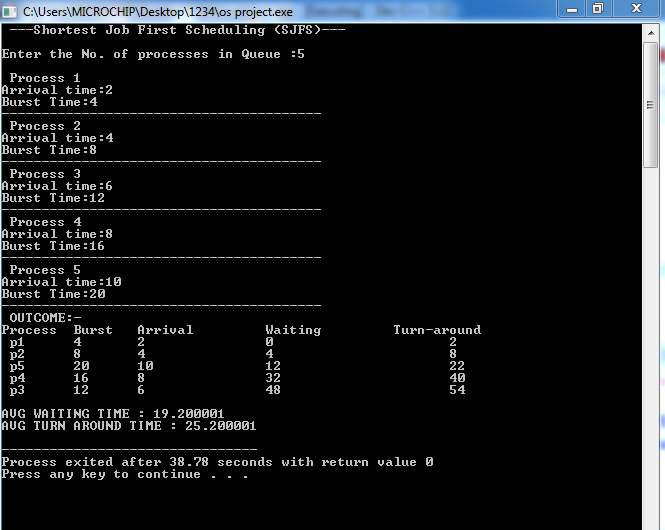 C:\Users\MICROCHIP\Desktop\1234\os project.exe
---Shortest Job First Scheduling (SJFS)---
Enter the No. of processes in Queue :5
Process 1
Arrival time:2
Burst Time:4
----------------------------------------
Process 2
Arrival time:4
Burst Time:8
----------------------------------------
Process 3
Arrival time:6
Burst Time:12
----------------------------------------
Process 4
Arrival time:8
Burst Time:16
----------------------------------------
Process 5
Arrival time:10
Burst Time:20
----------------------------------------
OUTCOME:-
Process Burst Arrival Waiting Turn-around
p1 4 2 0 2
p2 8 4 4 8
p5 20 10 12 22
p4 16 8 32 40
p3 12 6 48 54
AVG WAITING TIME : 19.200001
AVG TURN AROUND TIME : 25.200001
--------------------------------
Process exited after 38.78 seconds with return value 0
Press any key to continue . . .